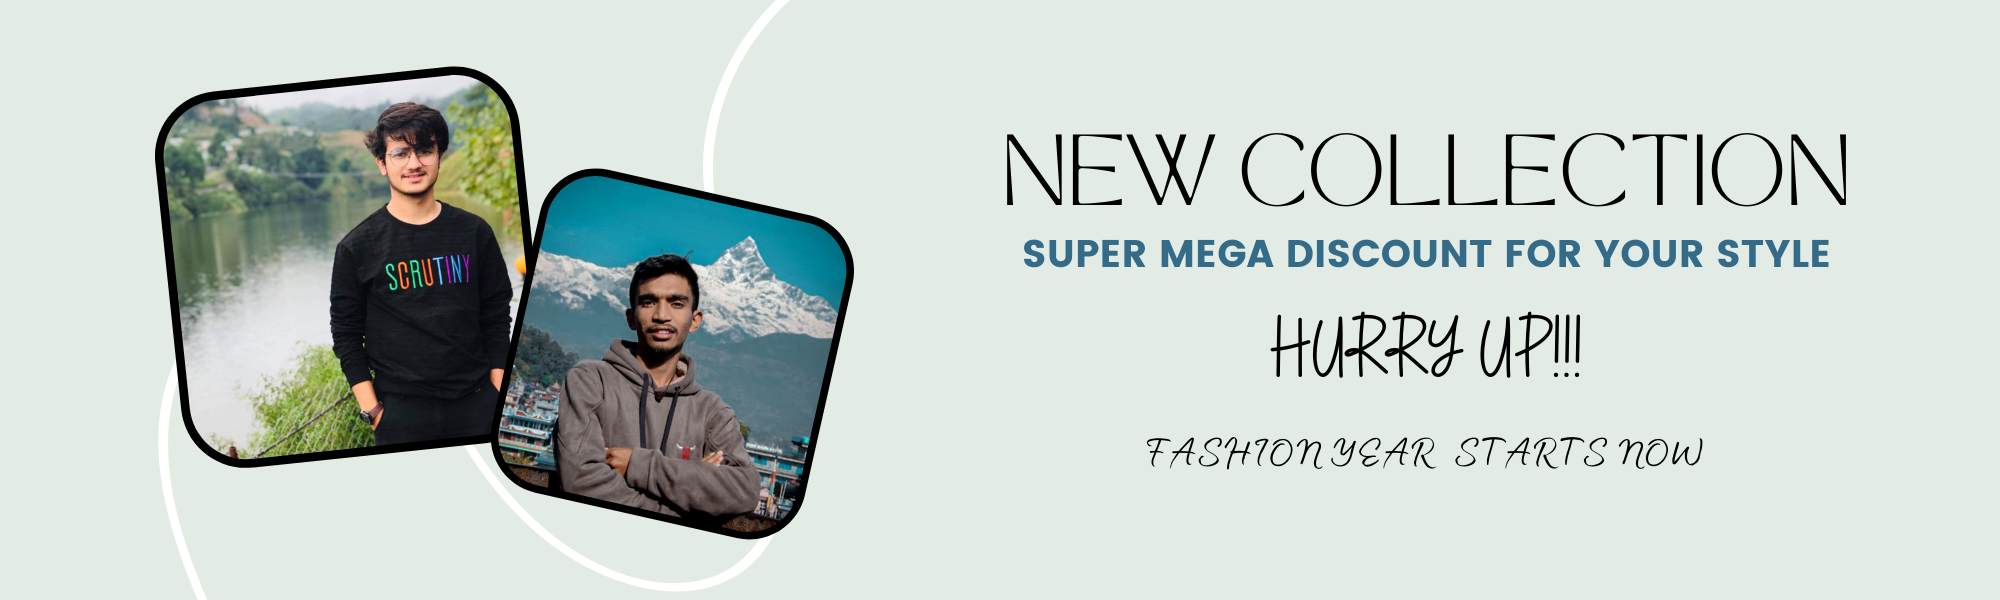 SCRUTINY
NEW COLLECTION
SUPER MEGA DISCOUNT FOR YOUR STYLE
HURRY UP!!!
FASHION YEAR STARTS NOW